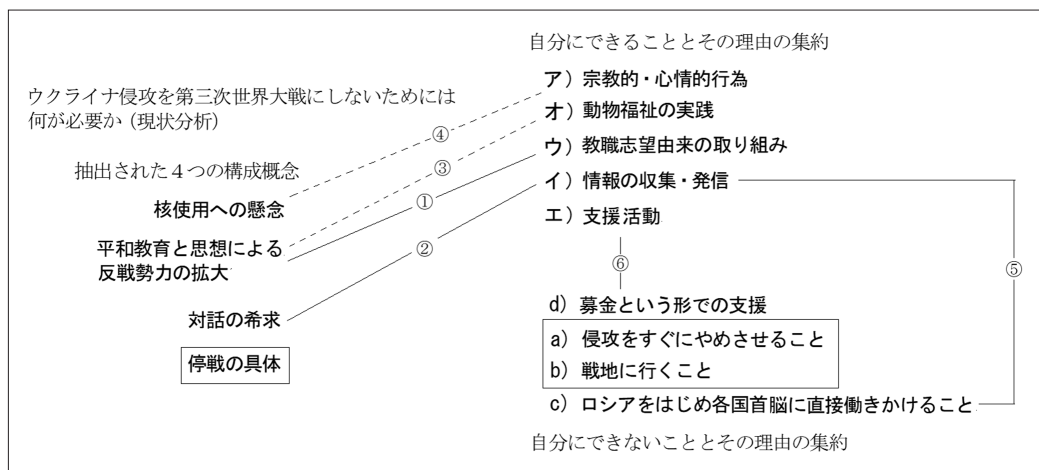 自分にできることとその理由の集約
ウクライナ侵攻を第三次世界大戦にしないためには
何が必要か（現状分析）
抽出された４つの構成概念
核使用への懸念
平和教育と思想による
反戦勢力の拡大
対話の希求
停戦の具体
ア）宗教的・心情的行為
オ）動物福祉の実践
ウ）教職志望由来の取り組み
イ）情報の収集・発信
エ）支援活動
④
③
①
②
⑥
⑤
d）募金という形での支援
a）侵攻をすぐにやめさせること
b）戦地に行くこと
c）ロシアをはじめ各国首脳に直接働きかけること
自分にできないこととその理由の集約